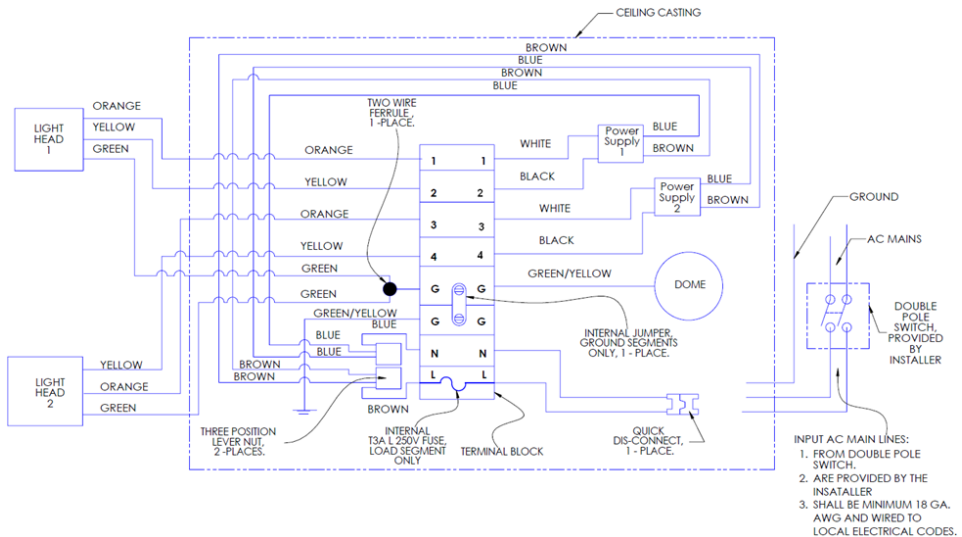 CEILING CASTING
BROWN
BLUE
BROWN
BLUE
TWO WIRE
FERRULE,
1 -PLACE.
ORANGE
YELLOW
GREEN
LIGHT
HEAD
1
ORANGE
YELLOW
ORANGE
YELLOW
GREEN
GREEN
GREEN/YELLOW
BLUE
BLUE
BLUE
BROWN
BROWN
BROWN
1 1
2 2
3 3
4 4
G G
G G
N N
L L
WHITE
BLACK
WHITE
BLACK
GREEN/YELLOW
Power
Supply
1
BLUE
BROWN
Power
Supply
2
BLUE
BROWN
DOME
GROUND
AC MAINS
DOUBLE
POLE
SWITCH,
PROVIDED
BY
INSTALLER
INTERNAL JUMPER,
GROUND SEGMENTS
ONLY, 1 - PLACE.
LIGHT
HEAD
2
YELLOW
ORANGE
GREEN
THREE POSITION
LEVER NUT,
2 -PLACES.
INTERNAL
T3A L 250V FUSE,
LOAD SEGMENT
ONLY
TERMINAL BLOCK
QUICK
DIS-CONNECT,
1 - PLACE.
INPUT AC MAIN LINES:
1. FROM DOUBLE POLE
SWITCH.
2. ARE PROVIDED BY THE
INSATALLER
3. SHALL BE MINIMUM 18 GA.
AWG AND WIRED TO
LOCAL ELECTRICAL CODES.